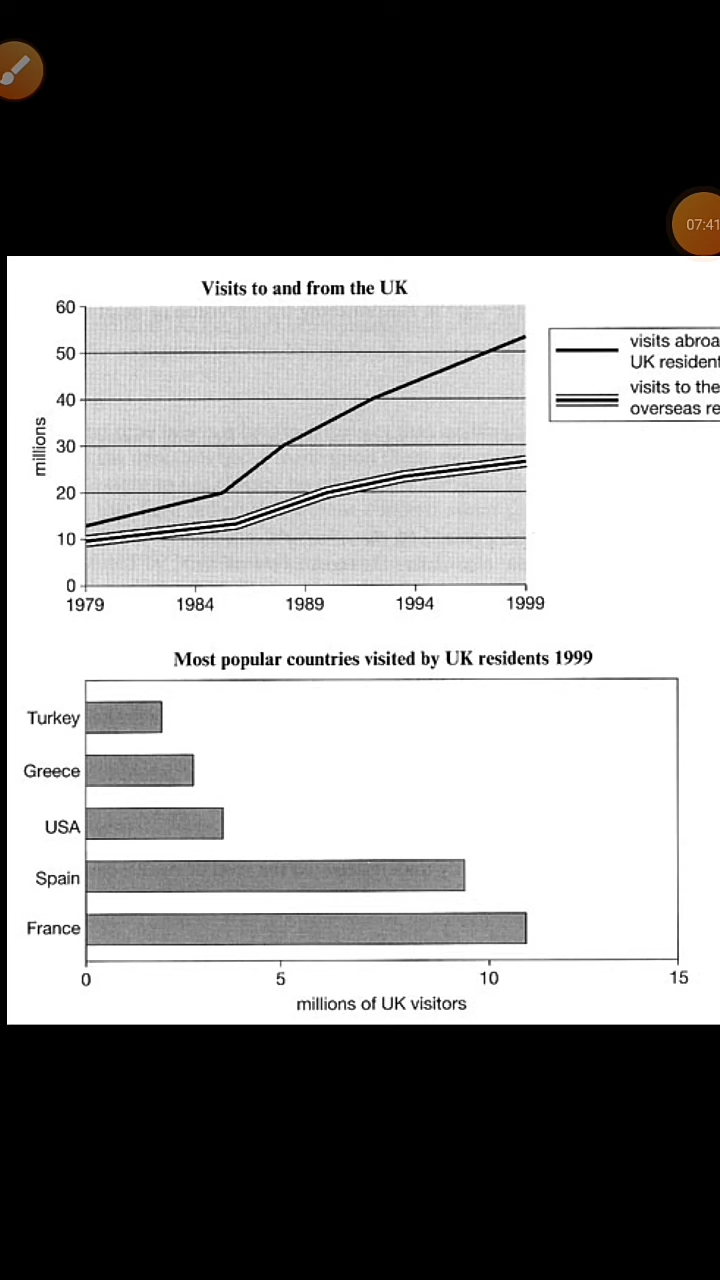 07:41
Visits to and from the UK
60
50
40
30
20
10
0
millions
1979 1984 1989 1994 1999
visits abroa
UK resident
visits to the
overseas re
Most popular countries visited by UK residents 1999
Turkey
Greece
USA
Spain
France
0 5 10 15
millions of UK visitors